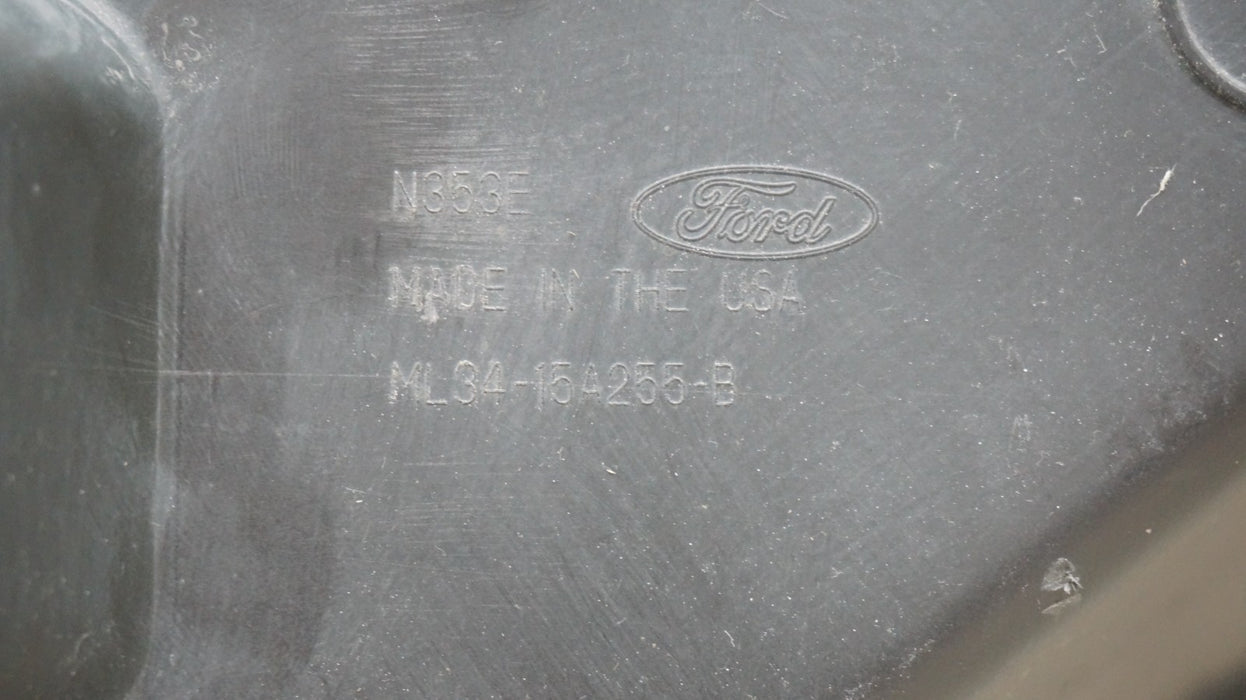 N353E
Ford
MADE IN THE USA
ML34-15A255-B